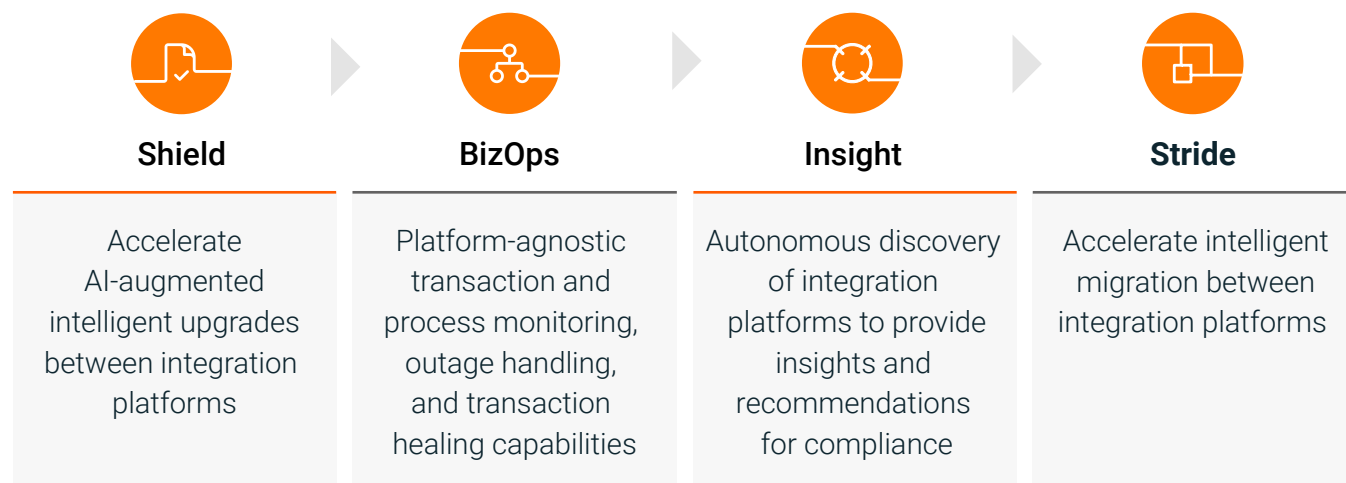 Shield
Accelerate
AI-augmented
intelligent upgrades
between integration
platforms
BizOps
Platform-agnostic
transaction and
process monitoring,
outage handling,
and transaction
healing capabilities
Insight
Autonomous discovery
of integration
platforms to provide
insights and
recommendations
for compliance
Stride
Accelerate intelligent
migration between
integration platforms